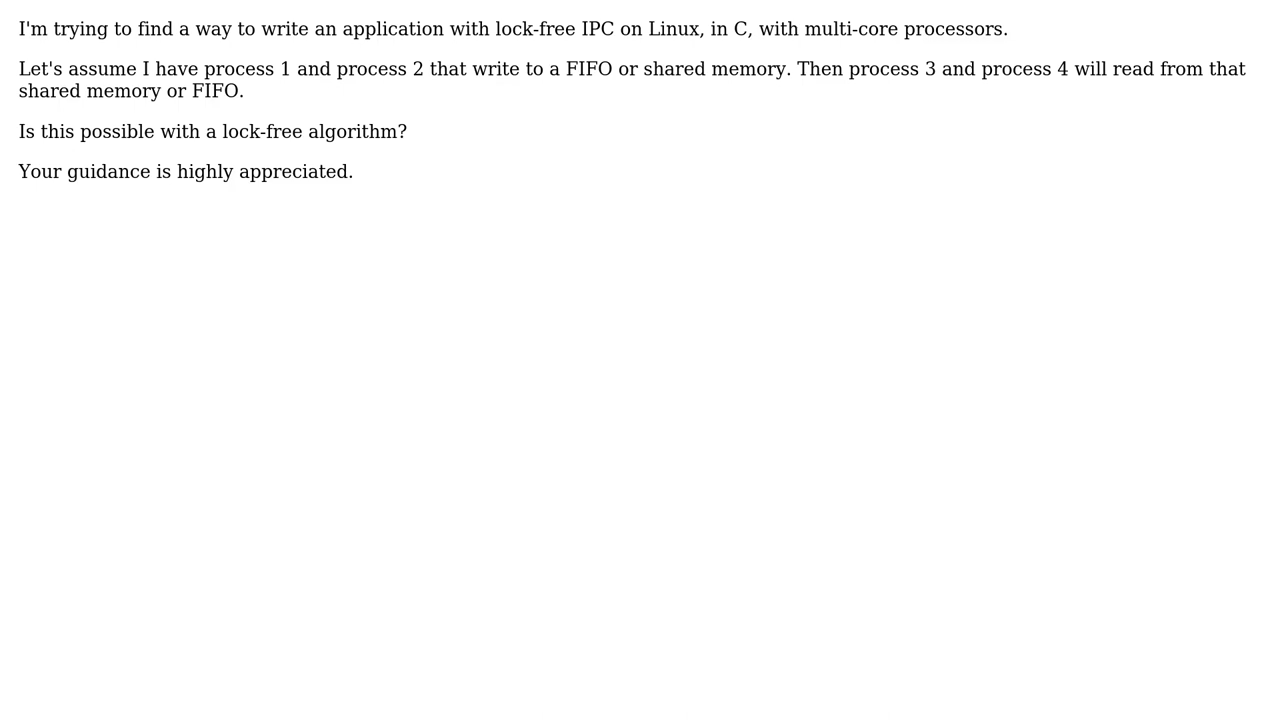 I'm trying to find a way to write an application with lock-free IPC on Linux, in C, with multi-core processors.
Let's assume I have process 1 and process 2 that write to a FIFO or shared memory. Then process 3 and process 4 will read from that
shared memory or FIFO.
Is this possible with a lock-free algorithm?
Your guidance is highly appreciated.